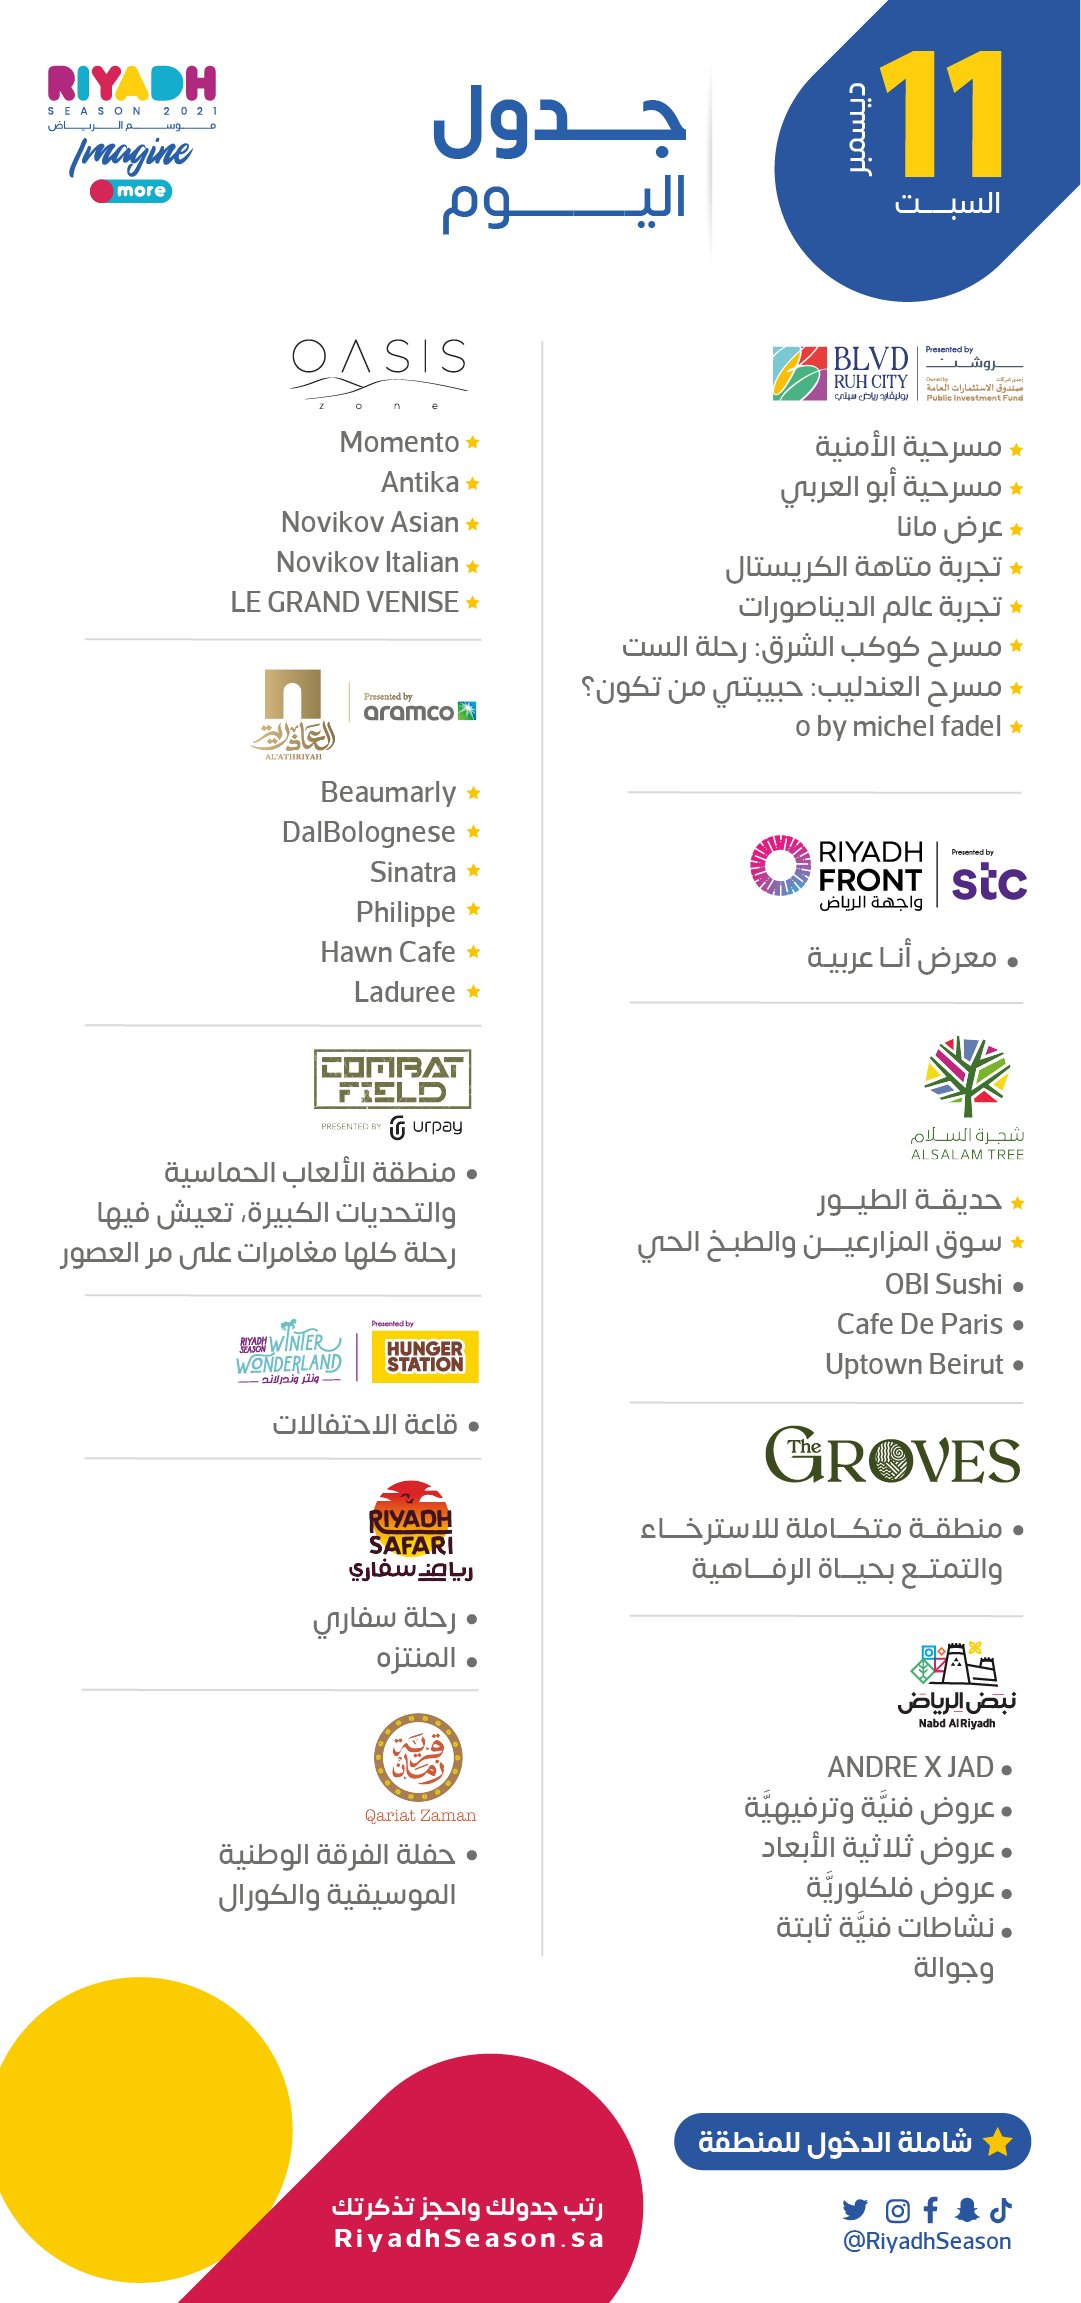 11
ديسمبر
السبت
جدول
اليوم
RIYADH
SEASON 2021
موسم الرياض
Imagine
more
BLVD
RUH CITY
بوليفارد رياض سيتي
Presented by
روشن
Owned by
إحدى شركات
صندوق الاستثمارات العامة
Public Investment Fund
مسرحية الأمنية
مسرحية أبو العربي
عرض مانا
تجربة متاهة الكريستال
تجربة عالم الديناصورات
مسرح كوكب الشرق: رحلة الست
مسرح العندليب: حبيبتي من تكون؟
o by michel fadel
RIYADH
FRONT
واجهة الرياض
Presented by
stc
معرض أنا عربية
شجرة السلام
ALSALAM TREE
حديقة الطيور
سوق المزارعين والطبخ الحي
OBI Sushi
Cafe De Paris
Uptown Beirut
The GROVES
منطقة متكاملة للاسترخاء
والتمتع بحياة الرفاهية
نبض الرياض
Nabd AlRiyadh
ANDRE X JAD
عروض فنيَّة وترفيهيَّة
عروض ثلاثية الأبعاد
عروض فلكلوريَّة
نشاطات فنيَّة ثابتة
وجوالة
OASIS
zone
Momento
Antika
Novikov Asian
Novikov Italian
LE GRAND VENISE
العاذرية
AL'ATHRIYAH
Presented by
aramco
Beaumarly
DalBolognese
Sinatra
Philippe
Hawn Cafe
Laduree
COMBAT
FIELD
PRESENTED BY urpay
منطقة الألعاب الحماسية
والتحديات الكبيرة، تعيش فيها
رحلة كلها مغامرات على مر العصور
RIYADH SEASON WINTER
WONDERLAND
ونتر وندرلاند
Presented by
HUNGER
STATION
قاعة الاحتفالات
RIYADH
SAFARI
رياض سفاري
رحلة سفاري
المنتزه
قرية زمان
Qariat Zaman
حفلة الفرقة الوطنية
الموسيقية والكورال
شاملة الدخول للمنطقة
@RiyadhSeason
رتب جدولك واحجز تذكرتك
RiyadhSeason.sa